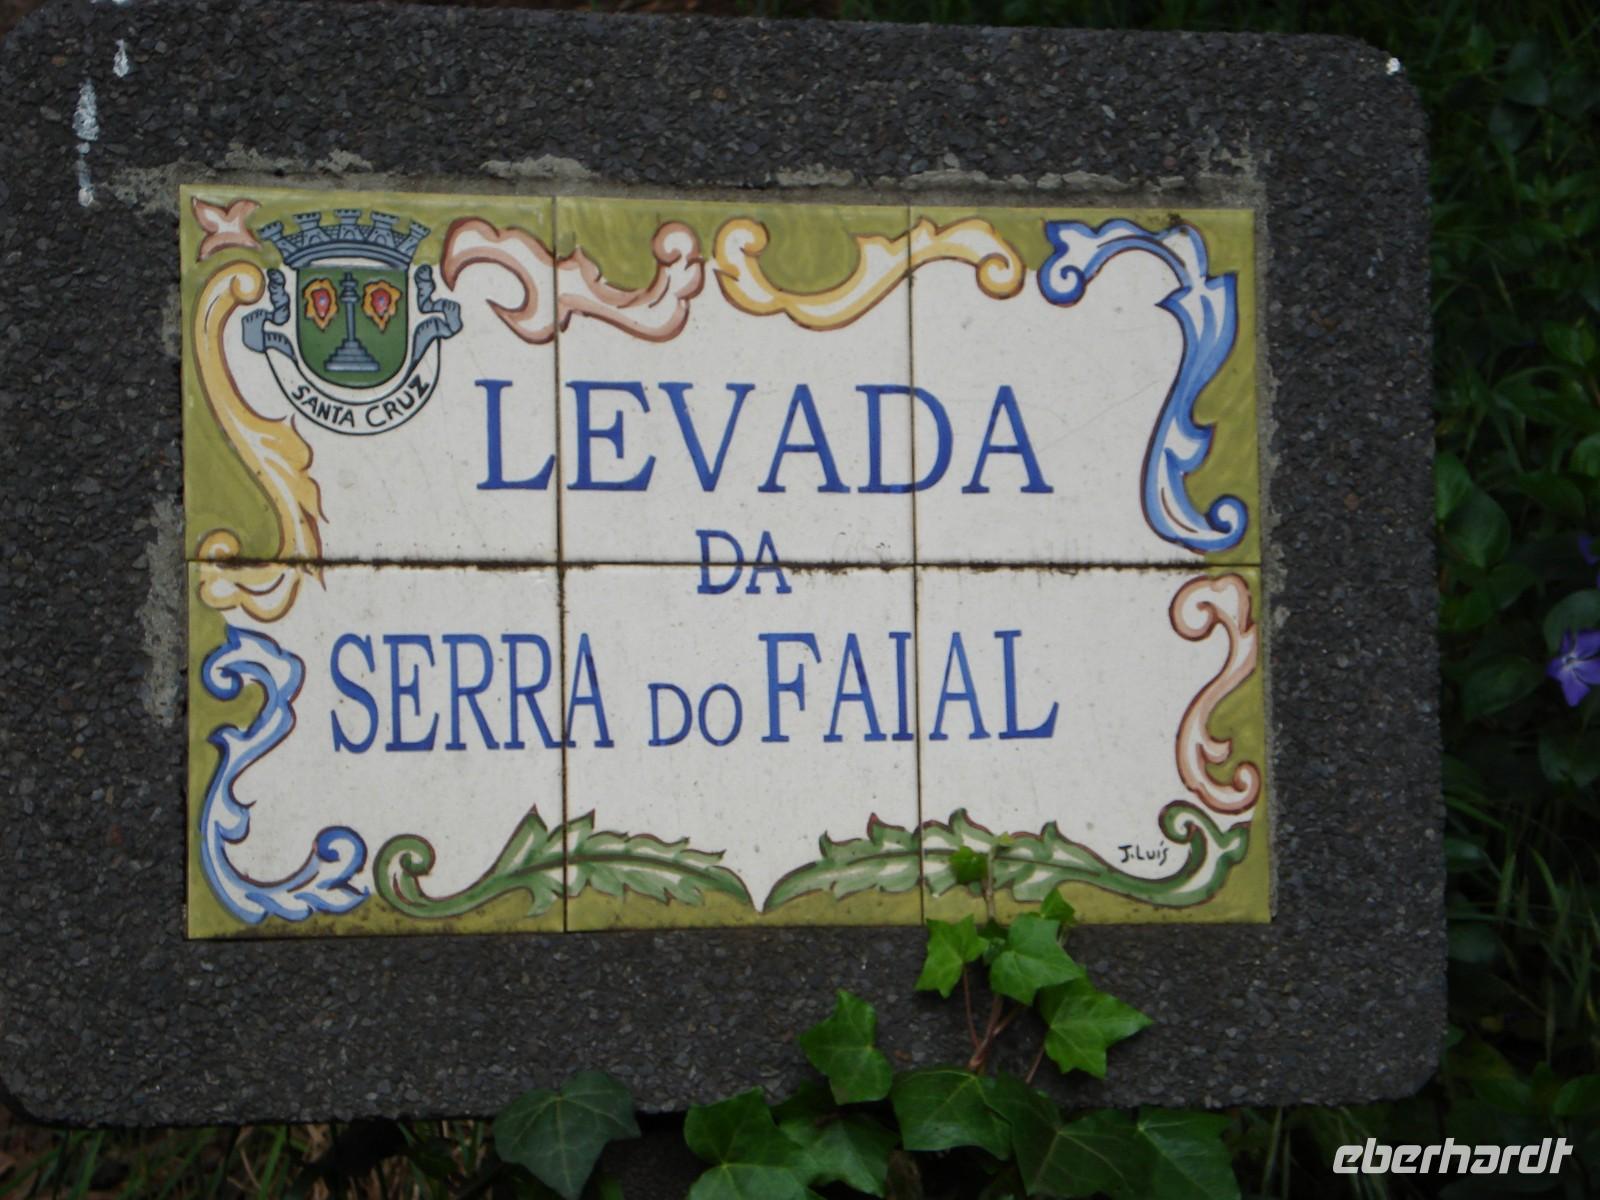 SANTA CRUZ
LEVADA
DA
SERRA DO FAIAL
J. Luís
eberhardt